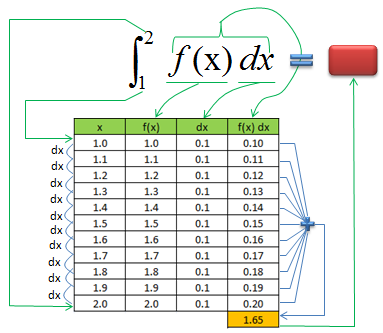 ∫₁² f(x) dx =
x f(x) dx f(x) dx
dx 1.0 1.0 0.1 0.10
dx 1.1 1.1 0.1 0.11
dx 1.2 1.2 0.1 0.12
dx 1.3 1.3 0.1 0.13
dx 1.4 1.4 0.1 0.14
dx 1.5 1.5 0.1 0.15
dx 1.6 1.6 0.1 0.16
dx 1.7 1.7 0.1 0.17
dx 1.8 1.8 0.1 0.18
dx 1.9 1.9 0.1 0.19
2.0 2.0 0.1 0.20
1.65